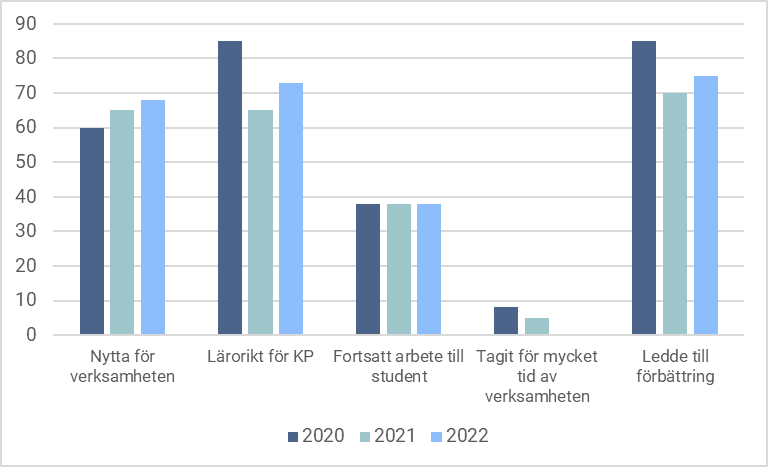 90
80
70
60
50
40
30
20
10
0
Nytta för
verksamheten
Lärorikt för KP
Fortsatt arbete till
student
Tagit för mycket
tid av
verksamheten
Ledde till
förbättring
2020 2021 2022